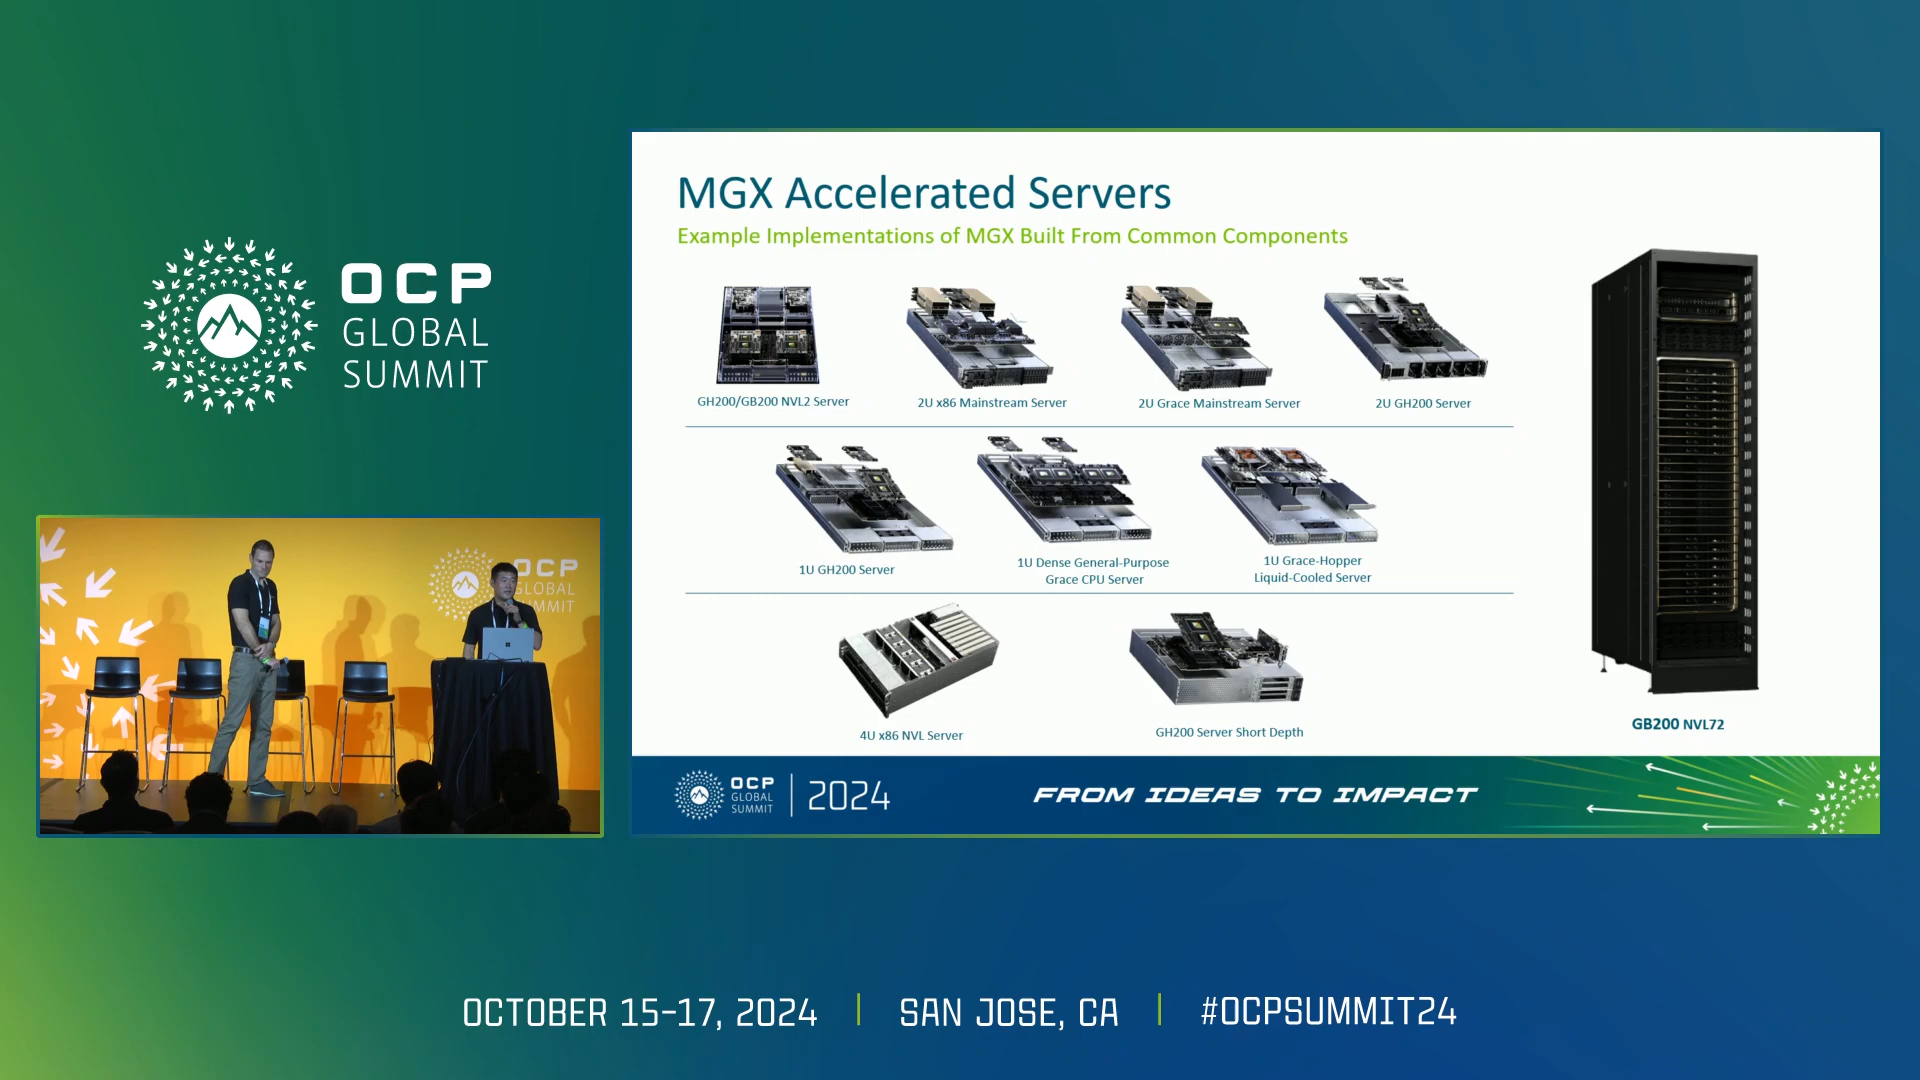 OCP
GLOBAL
SUMMIT
MGX Accelerated Servers
Example Implementations of MGX Built From Common Components
GH200/GB200 NVL2 Server
2U x86 Mainstream Server
2U Grace Mainstream Server
2U GH200 Server
1U GH200 Server
1U Dense General-Purpose
Grace CPU Server
1U Grace-Hopper
Liquid-Cooled Server
4U x86 NVL Server
GH200 Server Short Depth
GB200 NVL72
OCP
GLOBAL
SUMMIT
2024
FROM IDEAS TO IMPACT
OCP
GLOBAL
SUMMIT
OCTOBER 15-17, 2024
SAN JOSE, CA
#OCPSUMMIT24